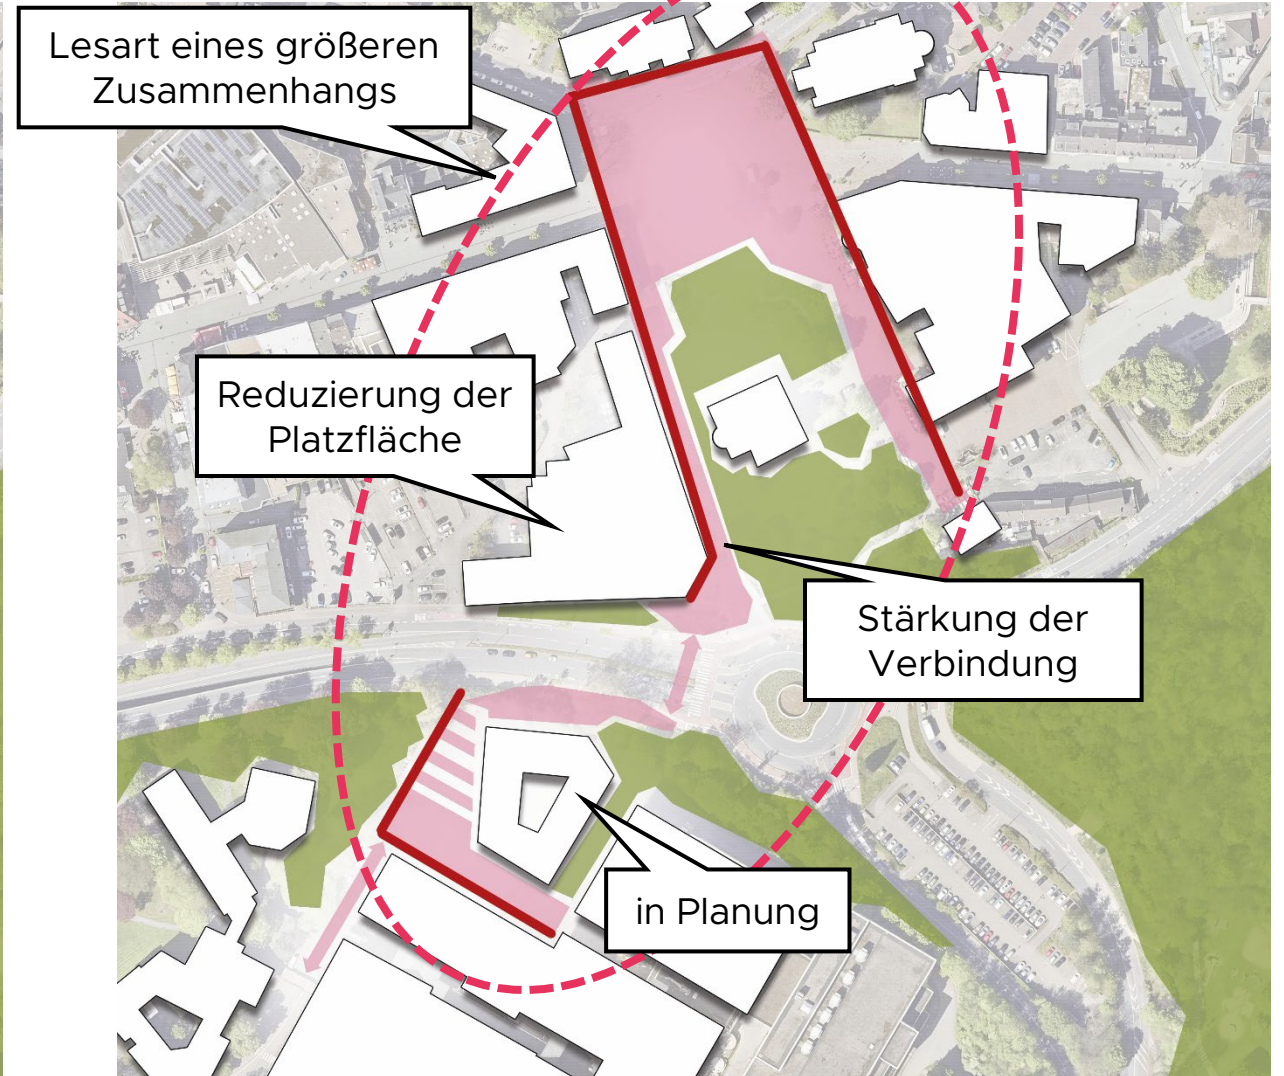 Lesart eines größeren
Zusammenhangs
Reduzierung der
Platzfläche
Stärkung der
Verbindung
in Planung